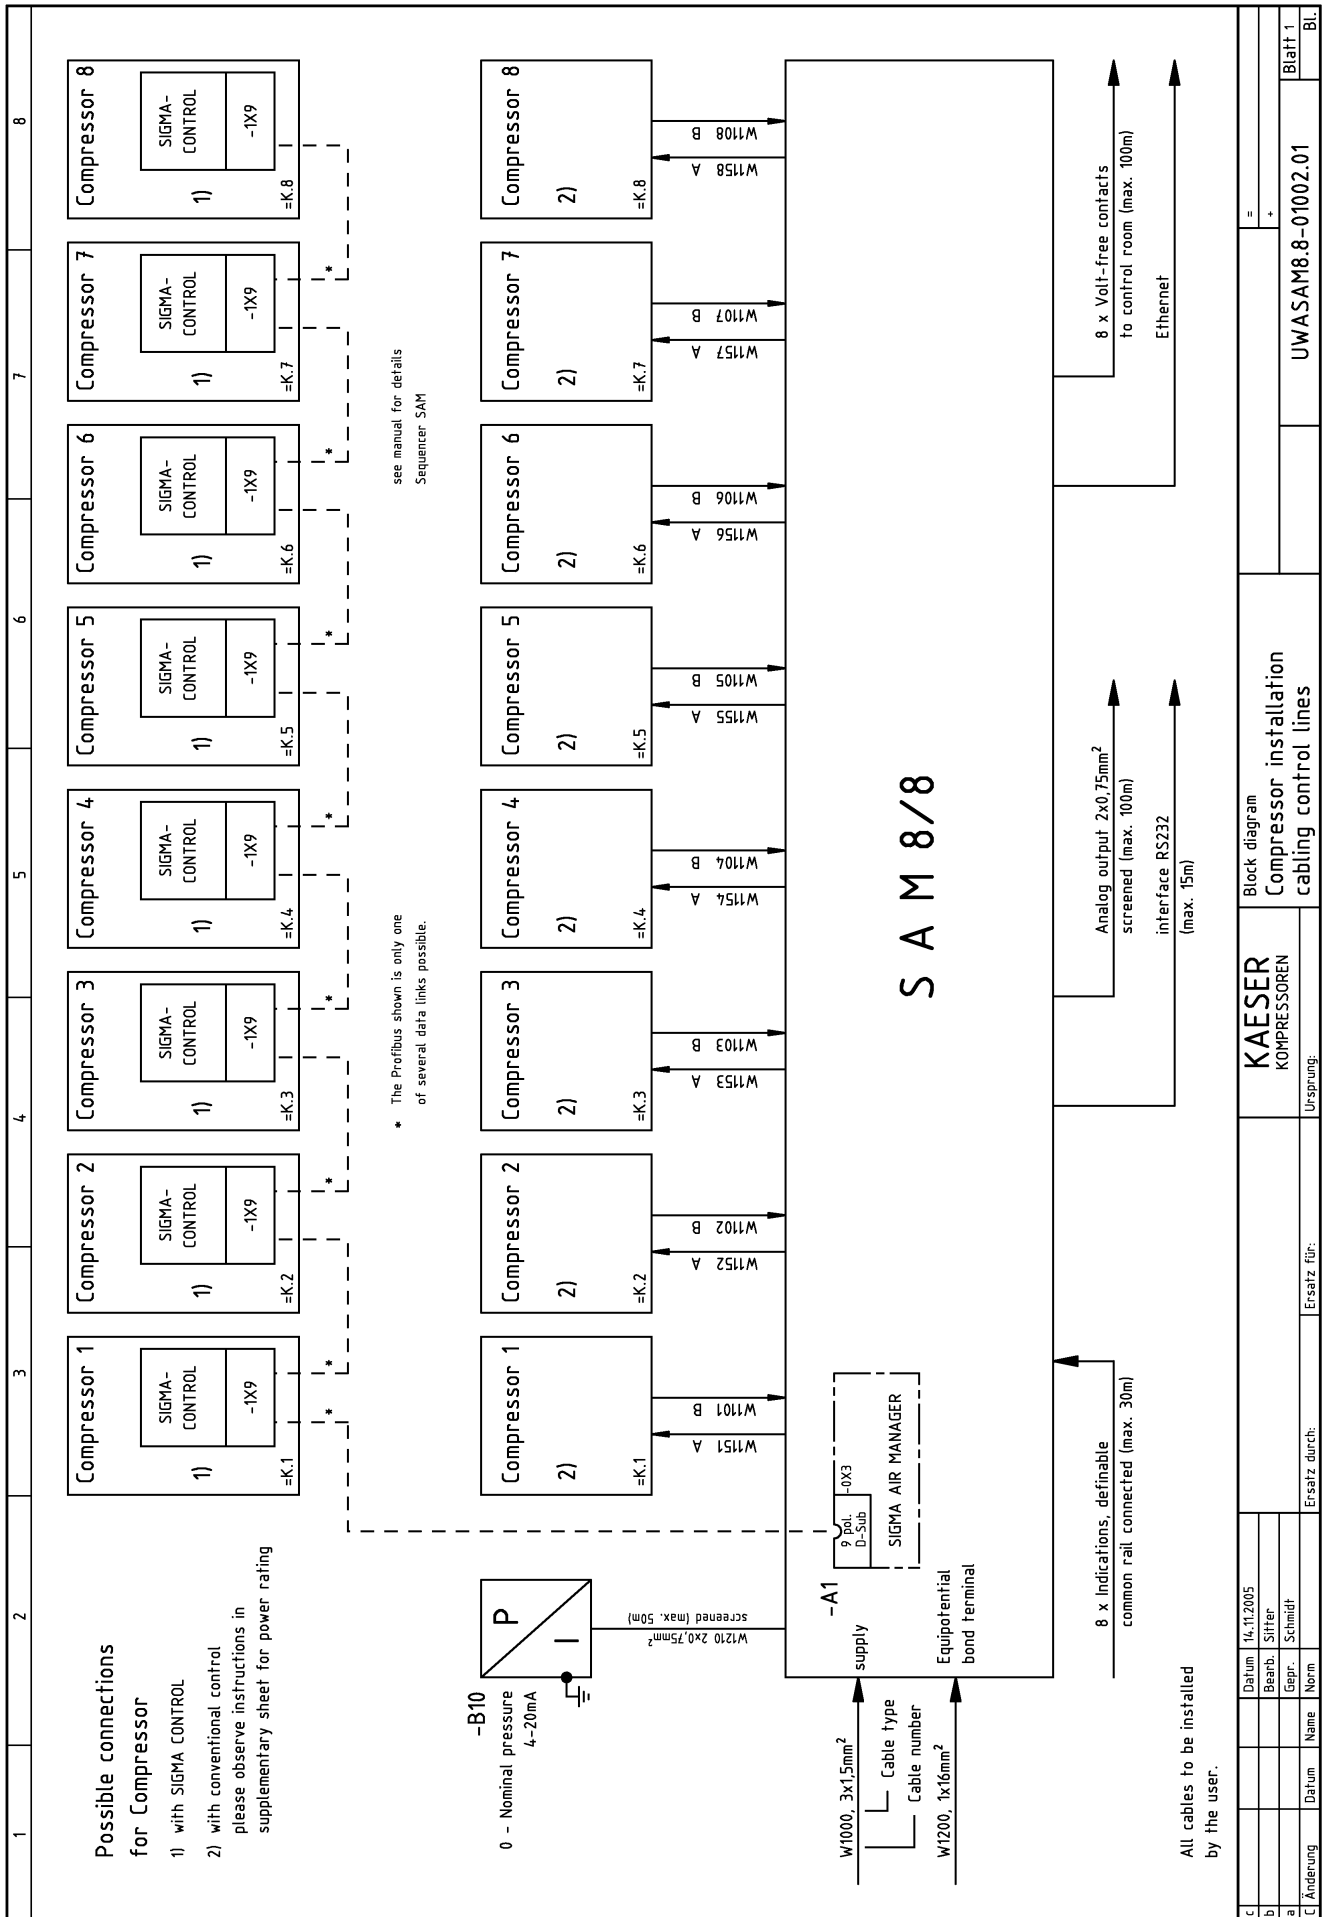 1
2
3
4
5
6
7
8
Possible connections
for Compressor
1) with SIGMA CONTROL
2) with conventional control
please observe instructions in
supplementary sheet for power rating
Compressor 1
SIGMA-
CONTROL
-1X9
1)
=K.1
*
*
Compressor 2
SIGMA-
CONTROL
-1X9
1)
=K.2
*
Compressor 3
SIGMA-
CONTROL
-1X9
1)
=K.3
*
Compressor 4
SIGMA-
CONTROL
-1X9
1)
=K.4
*
Compressor 5
SIGMA-
CONTROL
-1X9
1)
=K.5
*
Compressor 6
SIGMA-
CONTROL
-1X9
1)
=K.6
*
Compressor 7
SIGMA-
CONTROL
-1X9
1)
=K.7
*
Compressor 8
SIGMA-
CONTROL
-1X9
1)
=K.8
* The Profibus shown is only one
of several data links possible.
see manual for details
Sequencer SAM
-B10
0 - Nominal pressure
4-20mA
P
I
W1210 2x0,75mm²
screened (max. 50m)
Compressor 1
2)
=K.1
W1151 A
W1101 B
Compressor 2
2)
=K.2
W1152 A
W1102 B
Compressor 3
2)
=K.3
W1153 A
W1103 B
Compressor 4
2)
=K.4
W1154 A
W1104 B
Compressor 5
2)
=K.5
W1155 A
W1105 B
Compressor 6
2)
=K.6
W1156 A
W1106 B
Compressor 7
2)
=K.7
W1157 A
W1107 B
Compressor 8
2)
=K.8
W1158 A
W1108 B
-A1
9 pol.
D-Sub
-0X3
SIGMA AIR MANAGER
SAM 8/8
W1000, 3x1,5mm²
supply
Cable type
Cable number
W1200, 1x16mm²
Equipotential
bond terminal
8 x Indications, definable
common rail connected (max. 30m)
Analog output 2x0,75mm²
screened (max. 100m)
interface RS232
(max. 15m)
8 x Volt-free contacts
to control room (max. 100m)
Ethernet
All cables to be installed
by the user.
c
b
a
C
Änderung
Datum
Name
Datum 14.11.2005
Bearb. Sitter
Gepr. Schmidt
Norm
Ersatz durch:
Ersatz für:
Ursprung:
KAESER
KOMPRESSOREN
Block diagram
Compressor installation
cabling control lines
=
+
UWASAM8.8-01002.01
Blatt 1
Bl.